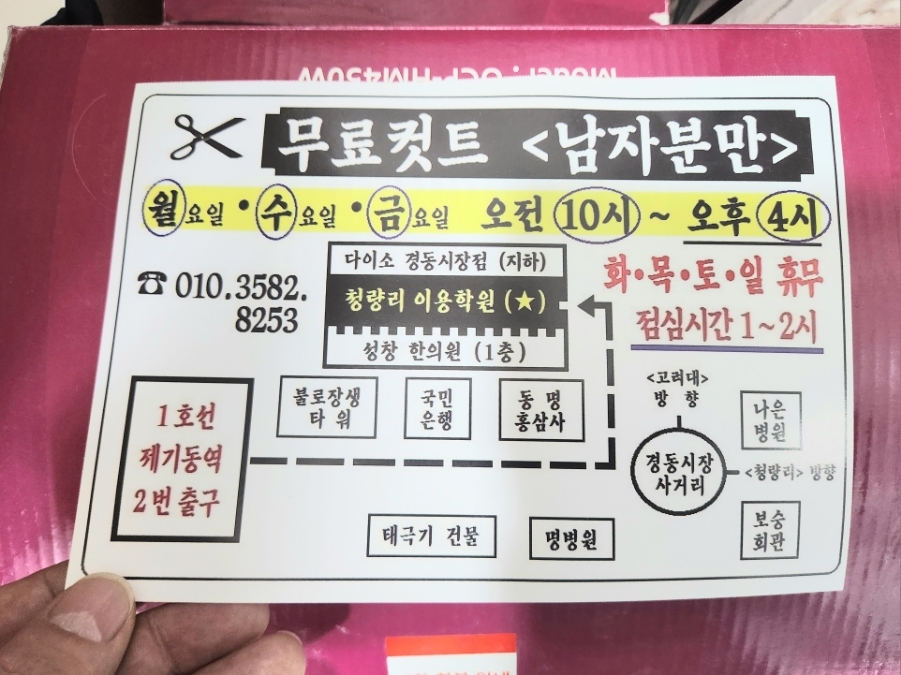 Model : OCP-HM430W
무료컷트 <남자분만>
월요일 · 수요일 · 금요일 오전 10시 ~ 오후 4시
☎ 010.3582.
8253
다이소 경동시장점 (지하)
청량리 이용학원 (★)
성창 한의원 (1층)
화·목·토·일 휴무
점심시간 1~2시
불로장생
타워
국민
은행
동 명
홍삼사
<고려대>
방 향
나은
병원
1호선
제기동역
2번 출구
경동시장
사거리
<청량리> 방향
태극기 건물
명병원
보숭
회관